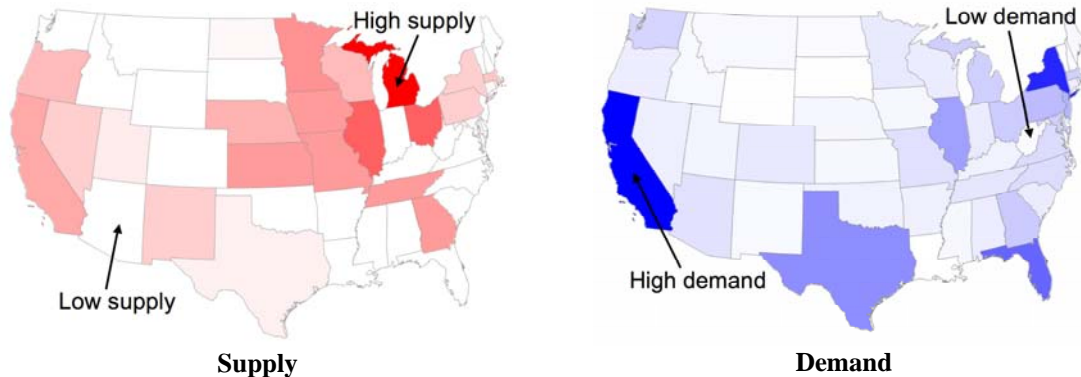 High supply
Low supply
Supply
Low demand
High demand
Demand